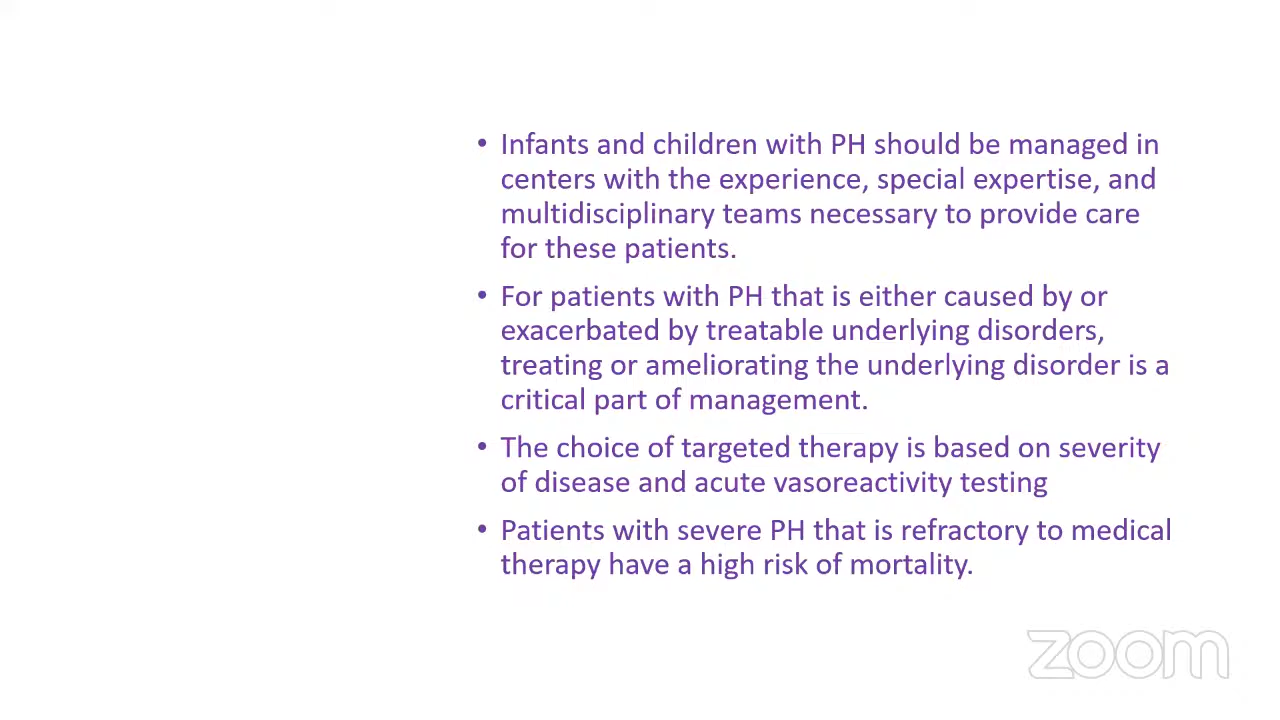 • Infants and children with PH should be managed in
centers with the experience, special expertise, and
multidisciplinary teams necessary to provide care
for these patients.
• For patients with PH that is either caused by or
exacerbated by treatable underlying disorders,
treating or ameliorating the underlying disorder is a
critical part of management.
• The choice of targeted therapy is based on severity
of disease and acute vasoreactivity testing
• Patients with severe PH that is refractory to medical
therapy have a high risk of mortality.
zoom